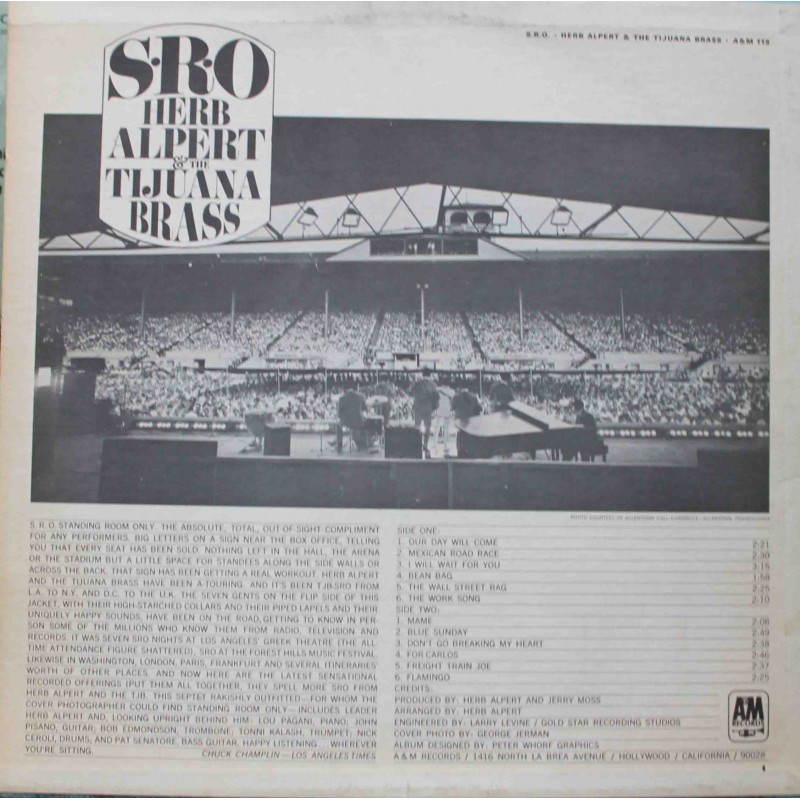 S.R.O. - HERB ALPERT & THE TIJUANA BRASS - A&M 115
S·R·O
HERB
ALPERT
& THE
TIJUANA
BRASS
S.R.O. STANDING ROOM ONLY. THE ABSOLUTE, TOTAL, OUT-OF-SIGHT COMPLIMENT
FOR ANY PERFORMERS. BIG LETTERS ON A SIGN NEAR THE BOX OFFICE, TELLING
YOU THAT EVERY SEAT HAS BEEN SOLD. NOTHING LEFT IN THE HALL, THE ARENA
OR THE STADIUM BUT A LITTLE SPACE FOR STANDEES ALONG THE SIDE WALLS OR
ACROSS THE BACK. THAT SIGN HAS BEEN GETTING A REAL WORKOUT. HERB ALPERT
AND THE TIJUANA BRASS HAVE BEEN A-TOURING. AND IT'S BEEN TJB-SRO FROM
L.A. TO N.Y. AND D.C. TO THE U.K. THE SEVEN GENTS ON THE FLIP SIDE OF THIS
JACKET, WITH THEIR HIGH-STARCHED COLLARS AND THEIR PIPED LAPELS AND THEIR
UNIQUELY HAPPY SOUNDS, HAVE BEEN ON THE ROAD, GETTING TO KNOW IN PER-
SON SOME OF THE MILLIONS WHO KNOW THEM FROM RADIO, TELEVISION AND
RECORDS. IT WAS SEVEN SRO NIGHTS AT LOS ANGELES' GREEK THEATRE (THE ALL-
TIME ATTENDANCE FIGURE SHATTERED), SRO AT THE FOREST HILLS MUSIC FESTIVAL.
LIKEWISE IN WASHINGTON, LONDON, PARIS, FRANKFURT AND SEVERAL ITINERARIES'
WORTH OF OTHER PLACES. AND NOW HERE ARE THE LATEST SENSATIONAL
RECORDED OFFERINGS (PUT THEM ALL TOGETHER, THEY SPELL MORE SRO FROM
HERB ALPERT AND THE TJB. THIS SEPTET RAKISHLY OUTFITTED—FOR WHOM THE
COVER PHOTOGRAPHER COULD FIND STANDING ROOM ONLY—INCLUDES LEADER
HERB ALPERT AND, LOOKING UPRIGHT BEHIND HIM: LOU PAGANI, PIANO; JOHN
PISANO, GUITAR; BOB EDMONDSON, TROMBONE; TONNI KALASH, TRUMPET; NICK
CEROLI, DRUMS; AND PAT SENATORE, BASS GUITAR. HAPPY LISTENING... WHEREVER
YOU'RE SITTING.
CHUCK CHAMPLIN—LOS ANGELES TIMES
SIDE ONE:
1. OUR DAY WILL COME 2:21
2. MEXICAN ROAD RACE 2:30
3. I WILL WAIT FOR YOU 3:15
4. BEAN BAG 1:58
5. THE WALL STREET RAG 2:25
6. THE WORK SONG 2:10
SIDE TWO:
1. MAME 2:08
2. BLUE SUNDAY 2:49
3. DON'T GO BREAKING MY HEART 2:38
4. FOR CARLOS 2:46
5. FREIGHT TRAIN JOE 2:37
6. FLAMINGO 2:25
CREDITS:
PRODUCED BY: HERB ALPERT AND JERRY MOSS
ARRANGED BY: HERB ALPERT
ENGINEERED BY: LARRY LEVINE / GOLD STAR RECORDING STUDIOS
COVER PHOTO BY: GEORGE JERMAN
ALBUM DESIGNED BY: PETER WHORF GRAPHICS
A & M RECORDS / 1416 NORTH LA BREA AVENUE / HOLLYWOOD / CALIFORNIA / 90028
A&M
RECORDS